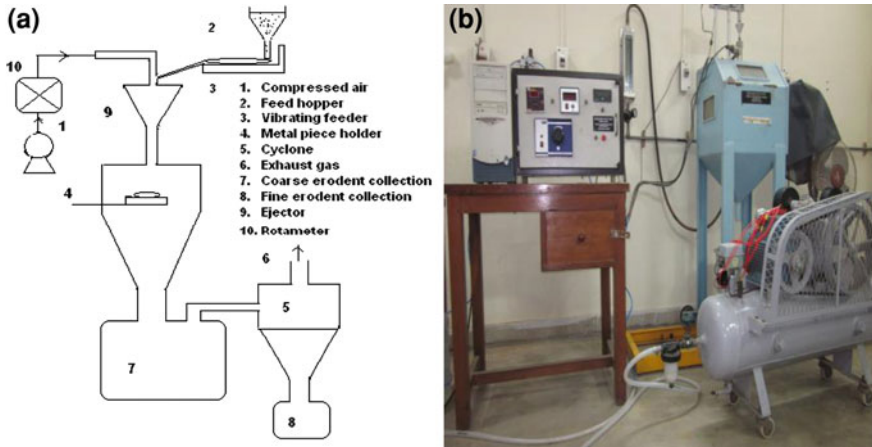 (a)
(b)
2
10
3
1. Compressed air
2. Feed hopper
3. Vibrating feeder
4. Metal piece holder
5. Cyclone
6. Exhaust gas
7. Coarse erodent collection
8. Fine erodent collection
9. Ejector
10. Rotameter
9
1
4
6
5
7
8